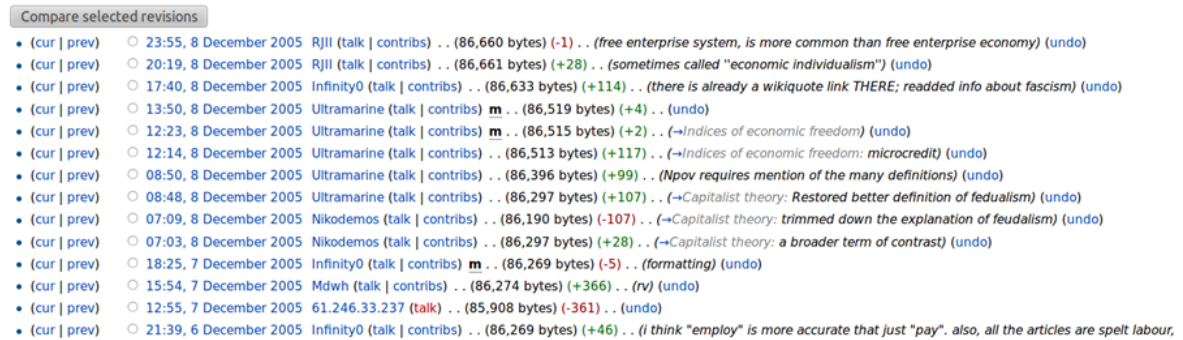 Compare selected revisions
(cur | prev) 23:55, 8 December 2005 RJII (talk | contribs) . . (86,660 bytes) (-1) . . (free enterprise system, is more common than free enterprise economy) (undo)
(cur | prev) 20:19, 8 December 2005 RJII (talk | contribs) . . (86,661 bytes) (+28) . . (sometimes called "economic individualism") (undo)
(cur | prev) 17:40, 8 December 2005 Infinity0 (talk | contribs) . . (86,633 bytes) (+114) . . (there is already a wikiquote link THERE; readded info about fascism) (undo)
(cur | prev) 13:50, 8 December 2005 Ultramarine (talk | contribs) m . . (86,519 bytes) (+4) . . (undo)
(cur | prev) 12:23, 8 December 2005 Ultramarine (talk | contribs) m . . (86,515 bytes) (+2) . . (→Indices of economic freedom) (undo)
(cur | prev) 12:14, 8 December 2005 Ultramarine (talk | contribs) . . (86,513 bytes) (+117) . . (→Indices of economic freedom: microcredit) (undo)
(cur | prev) 08:50, 8 December 2005 Ultramarine (talk | contribs) . . (86,396 bytes) (+99) . . (Npov requires mention of the many definitions) (undo)
(cur | prev) 08:48, 8 December 2005 Ultramarine (talk | contribs) . . (86,297 bytes) (+107) . . (→Capitalist theory: Restored better definition of fedualism) (undo)
(cur | prev) 07:09, 8 December 2005 Nikodemos (talk | contribs) . . (86,190 bytes) (-107) . . (→Capitalist theory: trimmed down the explanation of feudalism) (undo)
(cur | prev) 07:03, 8 December 2005 Nikodemos (talk | contribs) . . (86,297 bytes) (+28) . . (→Capitalist theory: a broader term of contrast) (undo)
(cur | prev) 18:25, 7 December 2005 Infinity0 (talk | contribs) m . . (86,269 bytes) (-5) . . (formatting) (undo)
(cur | prev) 15:54, 7 December 2005 Mdwh (talk | contribs) . . (86,274 bytes) (+366) . . (rv) (undo)
(cur | prev) 12:55, 7 December 2005 61.246.33.237 (talk) . . (85,908 bytes) (-361) . . (undo)
(cur | prev) 21:39, 6 December 2005 Infinity0 (talk | contribs) . . (86,269 bytes) (+46) . . (i think "employ" is more accurate that just "pay". also, all the articles are spelt labour,